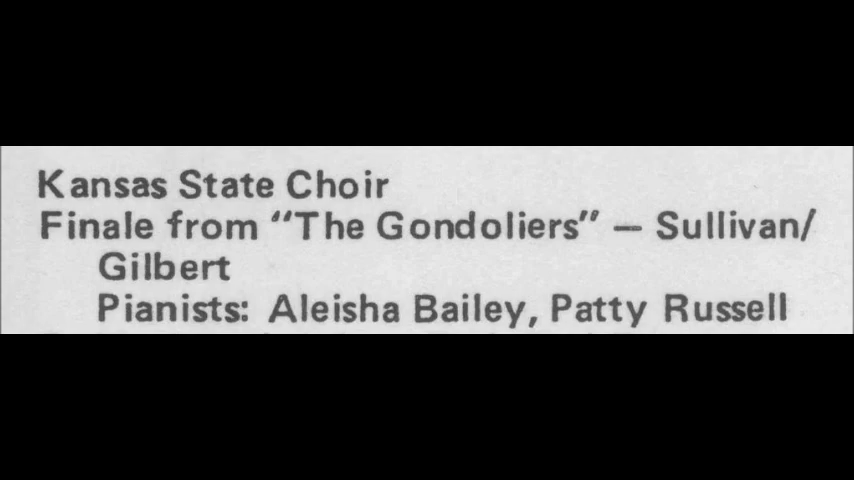 Kansas State Choir
Finale from "The Gondoliers" — Sullivan/
Gilbert
Pianists: Aleisha Bailey, Patty Russell